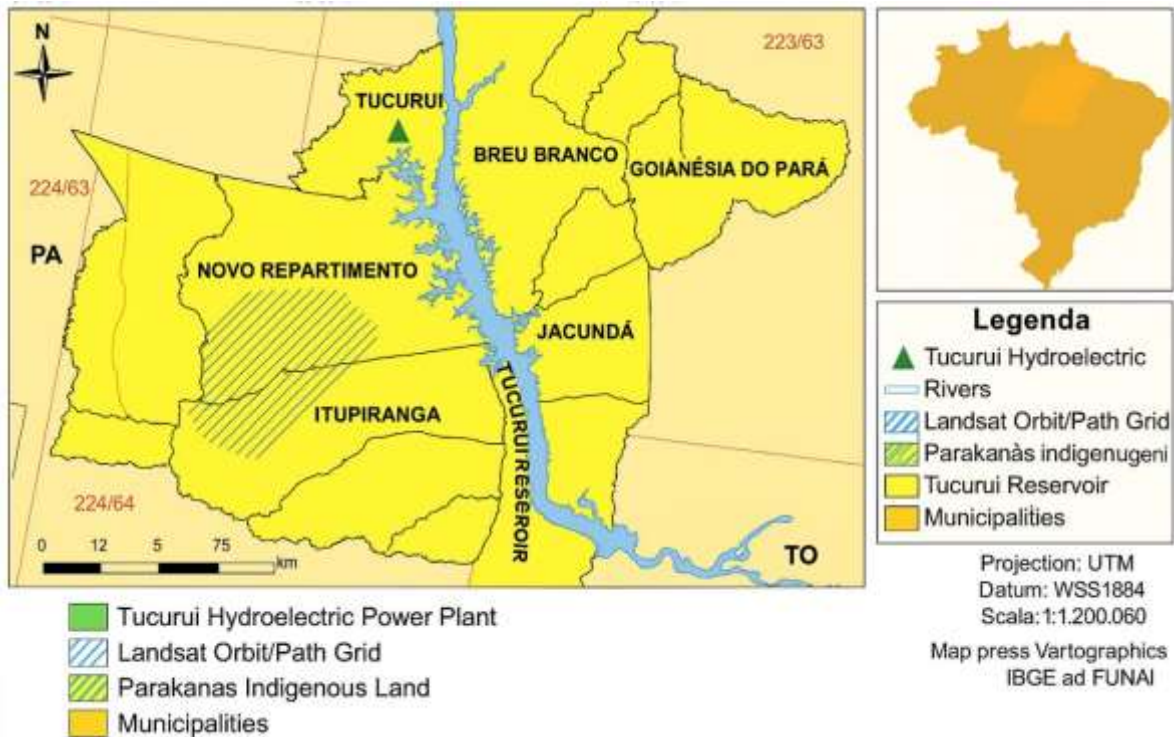 N
223/63
TUCURUI
BREU BRANCO
GOIANÉSIA DO PARÁ
224/63
PA
NOVO REPARTIMENTO
JACUNDÁ
ITUPIRANGA
TUCURUI RESEROIR
224/64
0 12 5 75
km
TO
Legenda
Tucurui Hydroelectric
Rivers
Landsat Orbit/Path Grid
Parakanàs indigenugeni
Tucurui Reservoir
Municipalities
Projection: UTM
Datum: WSS1884
Scala: 1:1.200.060
Map press Vartographics
IBGE ad FUNAI
Tucurui Hydroelectric Power Plant
Landsat Orbit/Path Grid
Parakanas Indigenous Land
Municipalities